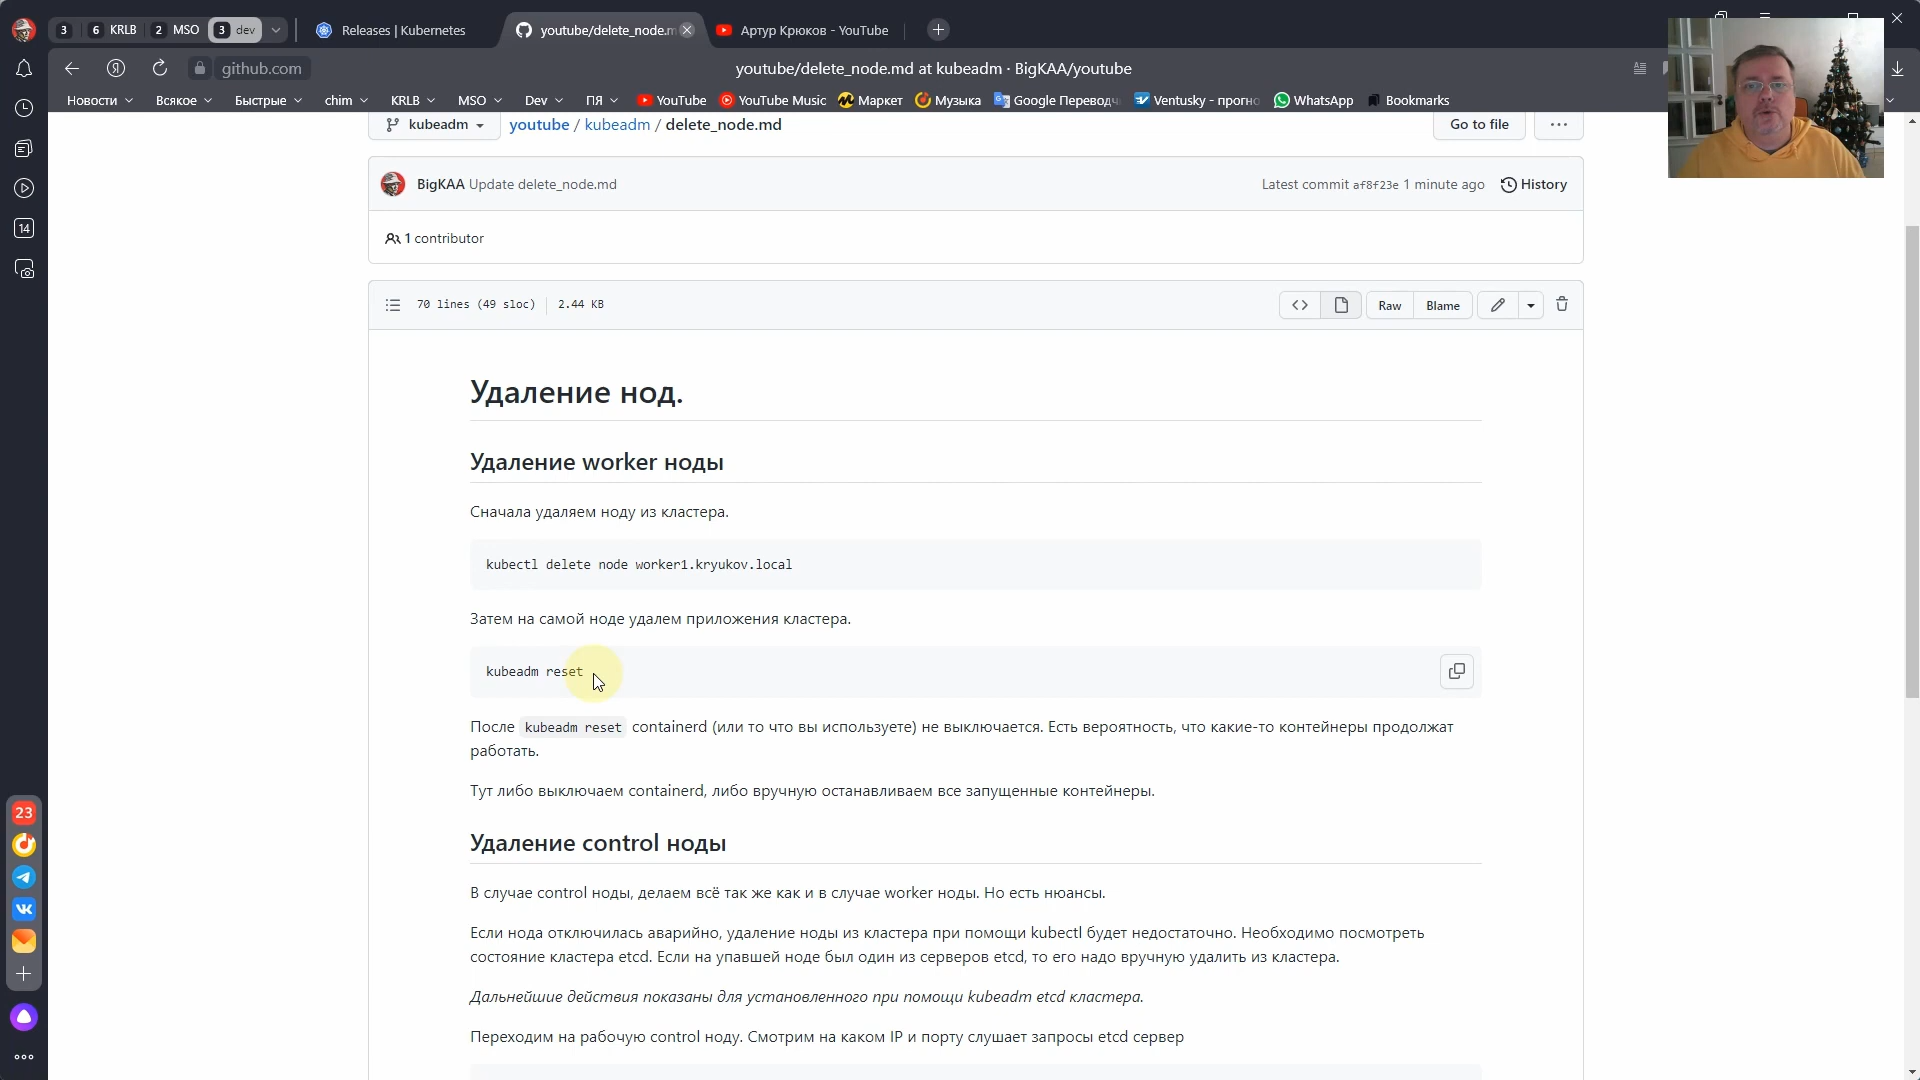 3
6 KRLB
2 MSO
3 dev
Releases | Kubernetes
youtube/delete_node.m
Артур Крюков - YouTube
github.com
youtube/delete_node.md at kubeadm · BigKAA/youtube
Новости
Всякое
Быстрые
chim
KRLB
MSO
Dev
ПЯ
YouTube
YouTube Music
Маркет
Музыка
Google Переводч
Ventusky - прогно
WhatsApp
Bookmarks
14
kubeadm
youtube / kubeadm / delete_node.md
Go to file
BigKAA Update delete_node.md
Latest commit af8f23e 1 minute ago
History
1 contributor
70 lines (49 sloc)
2.44 KB
Raw
Blame
Удаление нод.
Удаление worker ноды
Сначала удаляем ноду из кластера.
kubectl delete node worker1.kryukov.local
Затем на самой ноде удалем приложения кластера.
kubeadm reset
После kubeadm reset containerd (или то что вы используете) не выключается. Есть вероятность, что какие-то контейнеры продолжат
работать.
Тут либо выключаем containerd, либо вручную останавливаем все запущенные контейнеры.
Удаление control ноды
В случае control ноды, делаем всё так же как и в случае worker ноды. Но есть нюансы.
Если нода отключилась аварийно, удаление ноды из кластера при помощи kubectl будет недостаточно. Необходимо посмотреть
состояние кластера etcd. Если на упавшей ноде был один из серверов etcd, то его надо вручную удалить из кластера.
Дальнейшие действия показаны для установленного при помощи kubeadm etcd кластера.
Переходим на рабочую control ноду. Смотрим на каком IP и порту слушает запросы etcd сервер
23